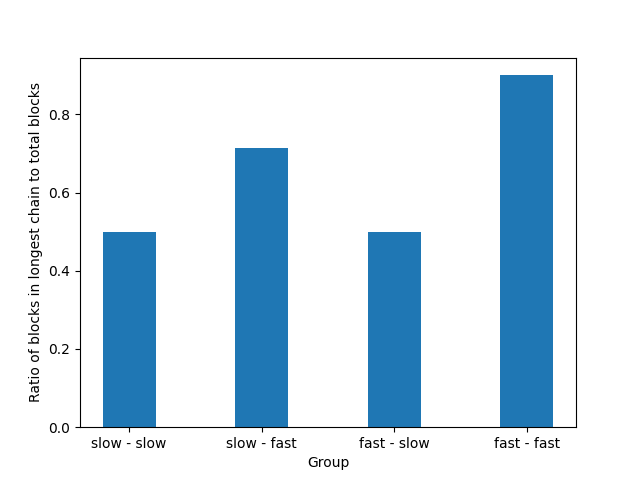 Ratio of blocks in longest chain to total blocks
0.8
0.6
0.4
0.2
0.0
slow - slow
slow - fast
fast - slow
fast - fast
Group